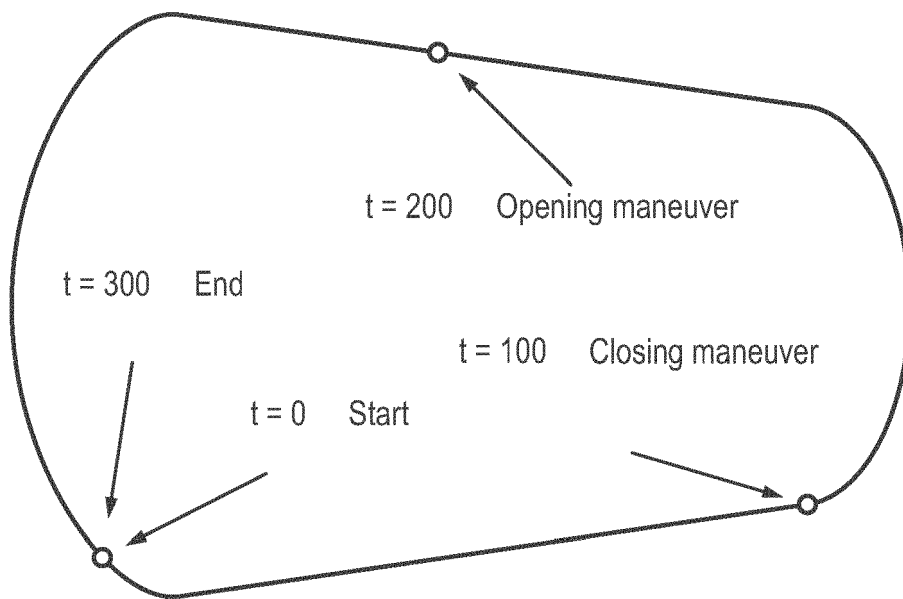 t = 200 Opening maneuver
t = 300 End
t = 100 Closing maneuver
t = 0 Start